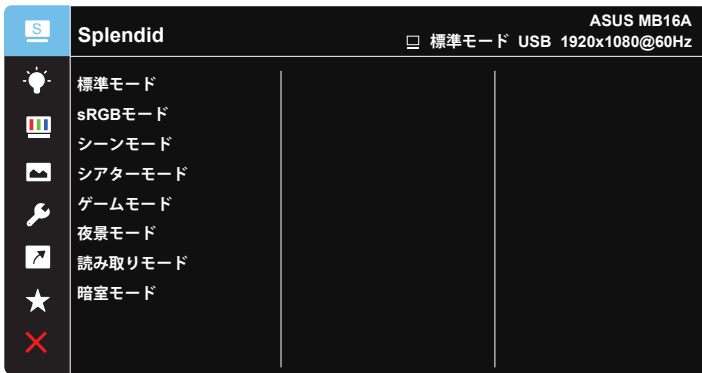 S
Splendid
ASUS MB16A
標準モード USB 1920x1080@60Hz
標準モード
sRGBモード
シーンモード
シアターモード
ゲームモード
夜景モード
読み取りモード
暗室モード